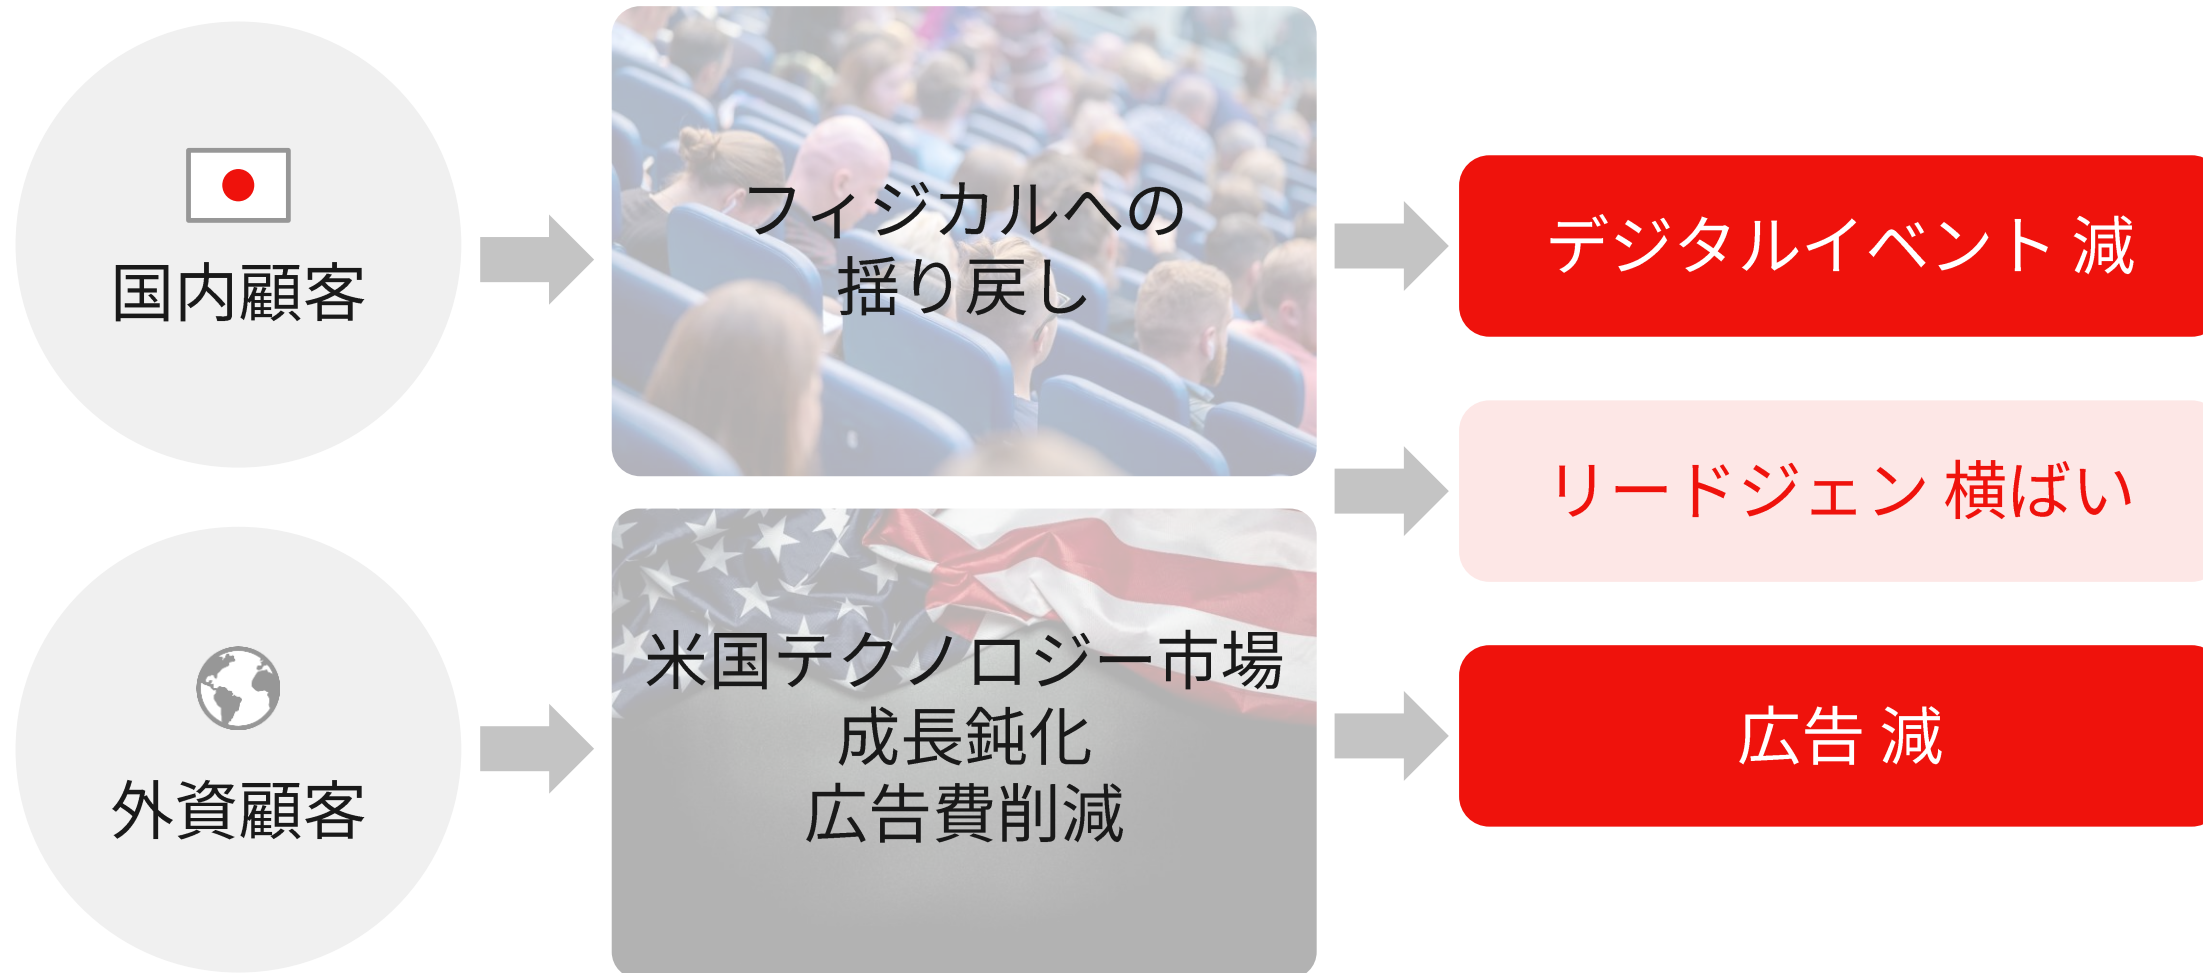 国内顧客
フィジカルへの
揺り戻し
デジタルイベント 減
リードジェン 横ばい
外資顧客
米国テクノロジー市場
成長鈍化
広告費削減
広告 減